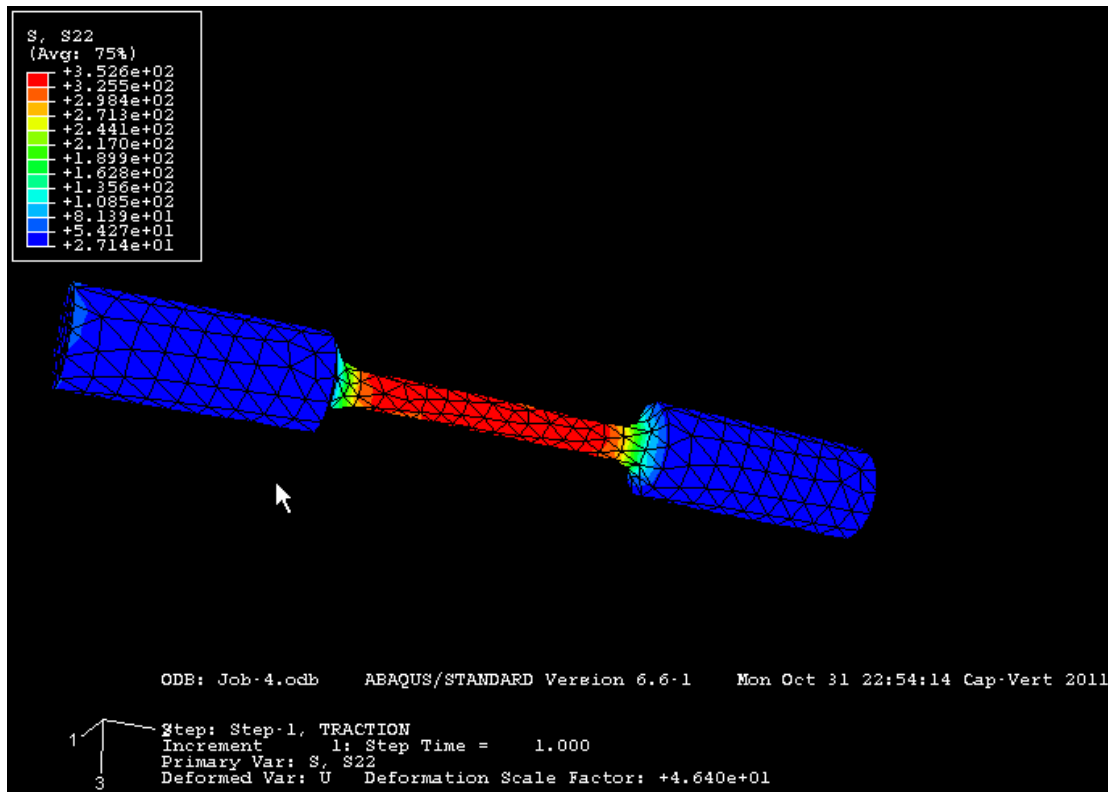 S, S22
(Avg: 75%)
+3.526e+02
+3.255e+02
+2.984e+02
+2.713e+02
+2.441e+02
+2.170e+02
+1.899e+02
+1.628e+02
+1.356e+02
+1.085e+02
+8.139e+01
+5.427e+01
+2.714e+01
ODB: Job-4.odb ABAQUS/STANDARD Version 6.6-1 Mon Oct 31 22:54:14 Cap-Vert 2011
2
Step: Step-1, TRACTION
1
Increment 1: Step Time = 1.000
Primary Var: S, S22
3
Deformed Var: U Deformation Scale Factor: +4.640e+01